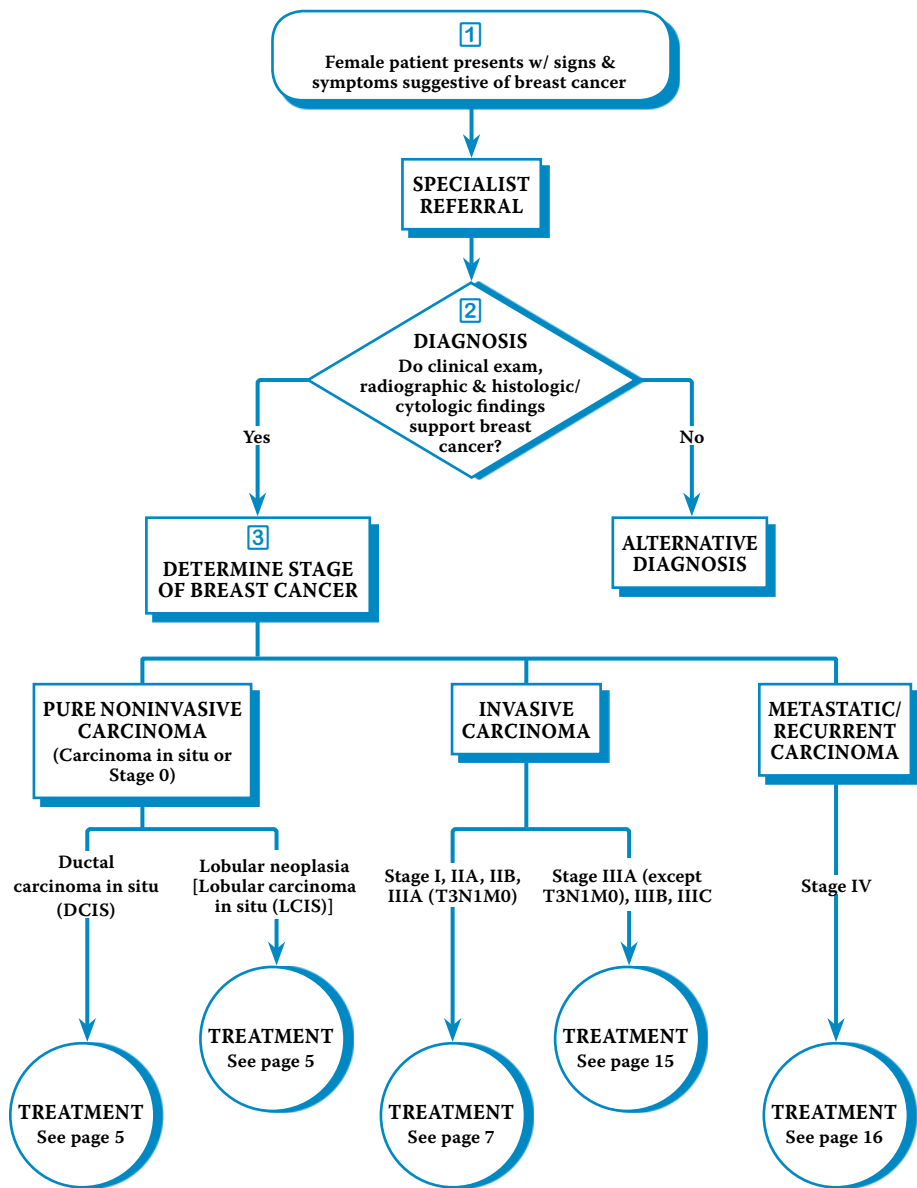 1
Female patient presents w/ signs &
symptoms suggestive of breast cancer
SPECIALIST
REFERRAL
2
DIAGNOSIS
Do clinical exam,
radiographic & histologic/
cytologic findings
support breast
cancer?
Yes
No
3
DETERMINE STAGE
OF BREAST CANCER
ALTERNATIVE
DIAGNOSIS
PURE NONINVASIVE
CARCINOMA
(Carcinoma in situ or
Stage 0)
INVASIVE
CARCINOMA
METASTATIC/
RECURRENT
CARCINOMA
Ductal
carcinoma in situ
(DCIS)
Lobular neoplasia
[Lobular carcinoma
in situ (LCIS)]
Stage I, IIA, IIB,
IIIA (T3N1M0)
Stage IIIA (except
T3N1M0), IIIB, IIIC
Stage IV
TREATMENT
See page 5
TREATMENT
See page 5
TREATMENT
See page 7
TREATMENT
See page 15
TREATMENT
See page 16